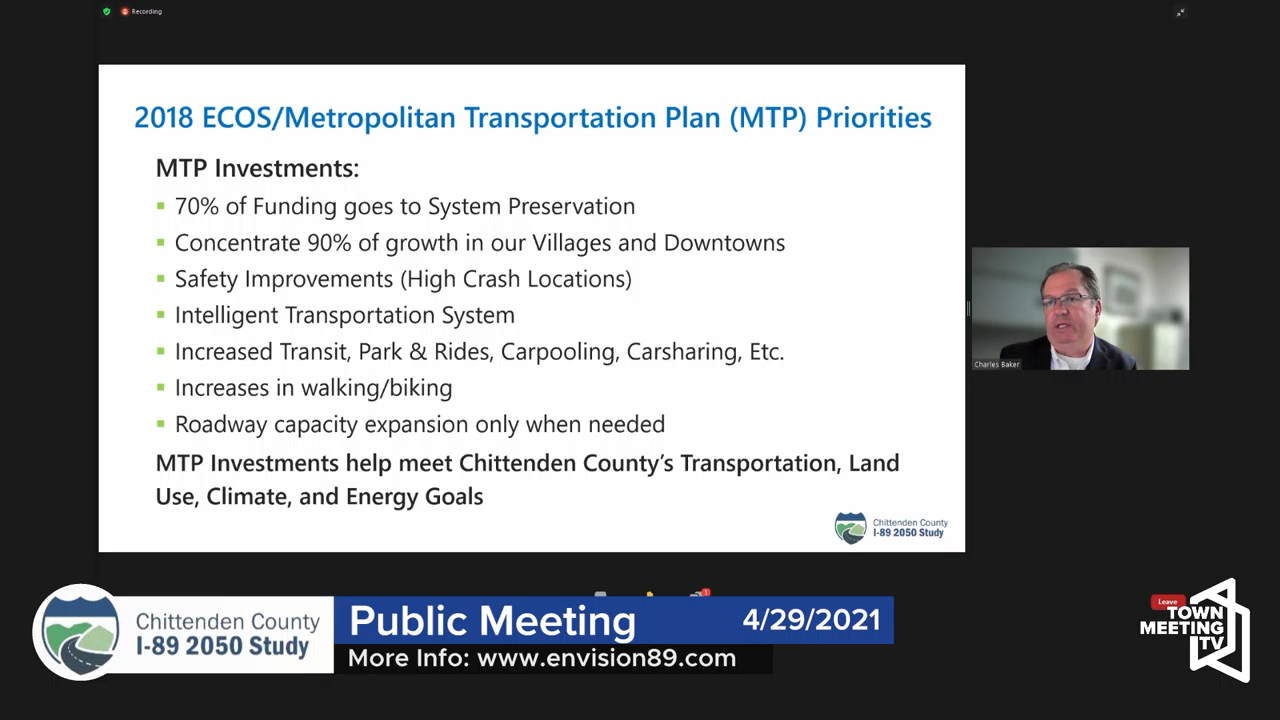 Recording
2018 ECOS/Metropolitan Transportation Plan (MTP) Priorities
MTP Investments:
70% of Funding goes to System Preservation
Concentrate 90% of growth in our Villages and Downtowns
Safety Improvements (High Crash Locations)
Intelligent Transportation System
Increased Transit, Park & Rides, Carpooling, Carsharing, Etc.
Increases in walking/biking
Roadway capacity expansion only when needed
MTP Investments help meet Chittenden County's Transportation, Land
Use, Climate, and Energy Goals
Chittenden County
I-89 2050 Study
Charles Baker
Chittenden County
I-89 2050 Study
Public Meeting
4/29/2021
More Info: www.envision89.com
Leave
TOWN
MEETING
TV